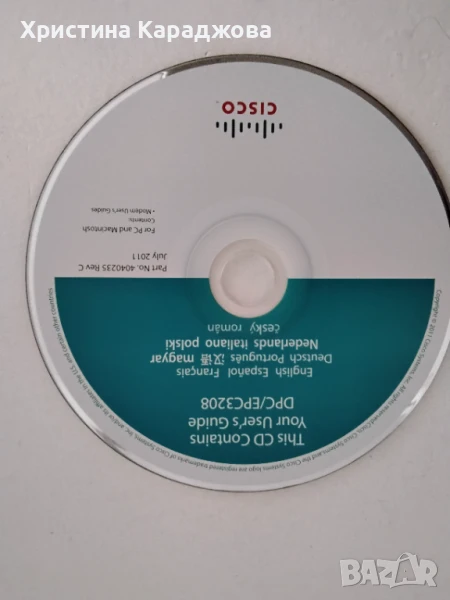 Христина Караджова
This CD Contains
Your User's Guide
DPC/EPC3208
English Español Français
Deutsch Português 汉语 magyar
Nederlands italiano polski
český român
Part No. 4040235 Rev C
July 2011
For PC and Macintosh
Contents:
• Modem User's Guides
CISCO
BAZAR